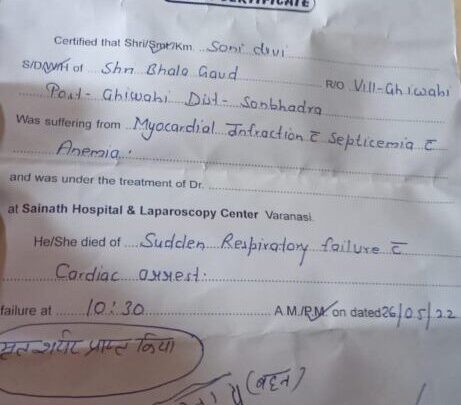 CERTIFICATE
Certified that Shri/Smt/Km. Soni devi
S/D/W/H of Shri Bhala Gaud R/O Vill-Ghiwahi
Post- Ghiwahi Dist- Sonbhadra
Was suffering from Myocardial Infraction c̄ Septicemia c̄
Anemia.
and was under the treatment of Dr.
at Sainath Hospital & Laparoscopy Center Varanasi.
He/She died of Sudden Respiratory failure c̄
Cardiac arrest.
failure at 10:30 A.M./P.M. on dated 26/05/22
मृत शरीर प्राप्त किया
(बहन)